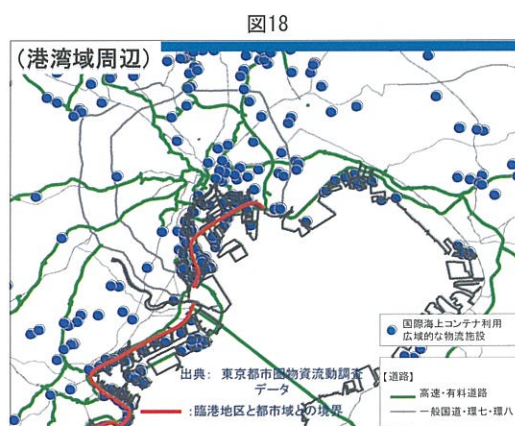 図18
(港湾域周辺)
国際海上コンテナ利用
広域的な物流施設
出典: 東京都市圏物資流動調査
データ
【道路】
高速・有料道路
一般国道・環七・環八
:臨港地区と都市域との境界